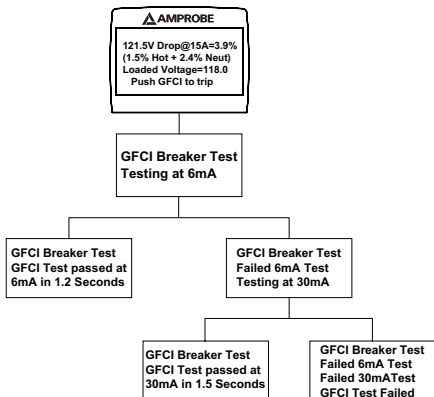 AMPROBE
121.5V Drop@15A=3.9%
(1.5% Hot + 2.4% Neut)
Loaded Voltage=118.0
Push GFCI to trip
GFCI Breaker Test
Testing at 6mA
GFCI Breaker Test
GFCI Test passed at
6mA in 1.2 Seconds
GFCI Breaker Test
Failed 6mA Test
Testing at 30mA
GFCI Breaker Test
GFCI Test passed at
30mA in 1.5 Seconds
GFCI Breaker Test
Failed 6mA Test
Failed 30mATest
GFCI Test Failed